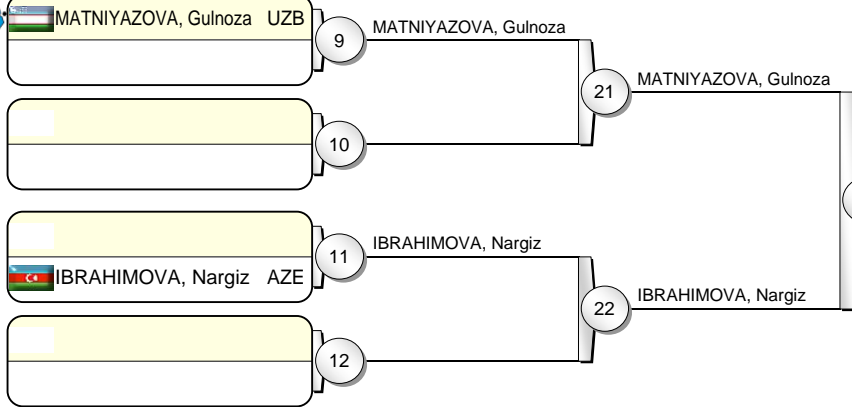 MATNIYAZOVA, Gulnoza UZB
9
MATNIYAZOVA, Gulnoza
21
MATNIYAZOVA, Gulnoza
10
11
IBRAHIMOVA, Nargiz
IBRAHIMOVA, Nargiz AZE
22
IBRAHIMOVA, Nargiz
12